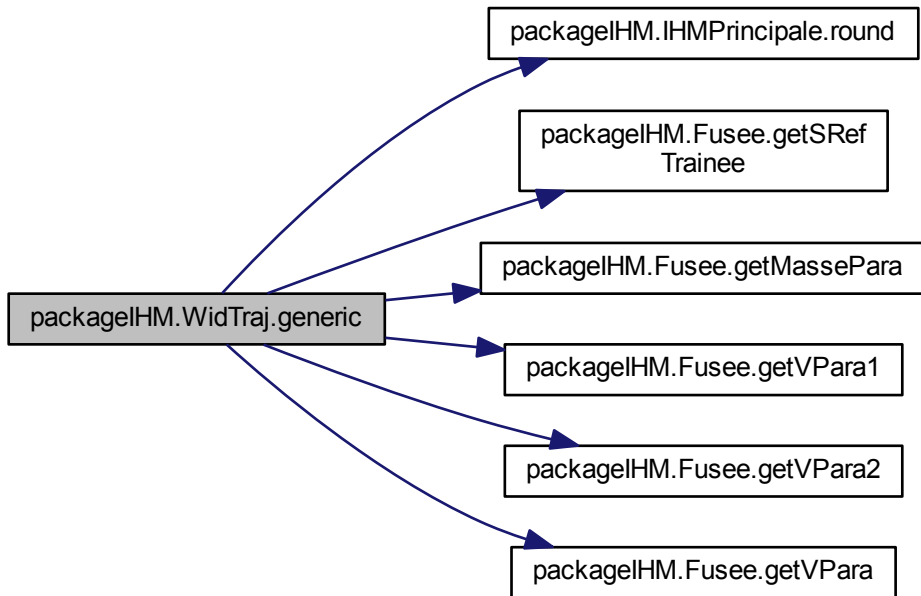 packageIHM.IHMPrincipale.round
packageIHM.Fusee.getSRef
Trainee
packageIHM.Fusee.getMassePara
packageIHM.WidTraj.generic
packageIHM.Fusee.getVPara1
packageIHM.Fusee.getVPara2
packageIHM.Fusee.getVPara